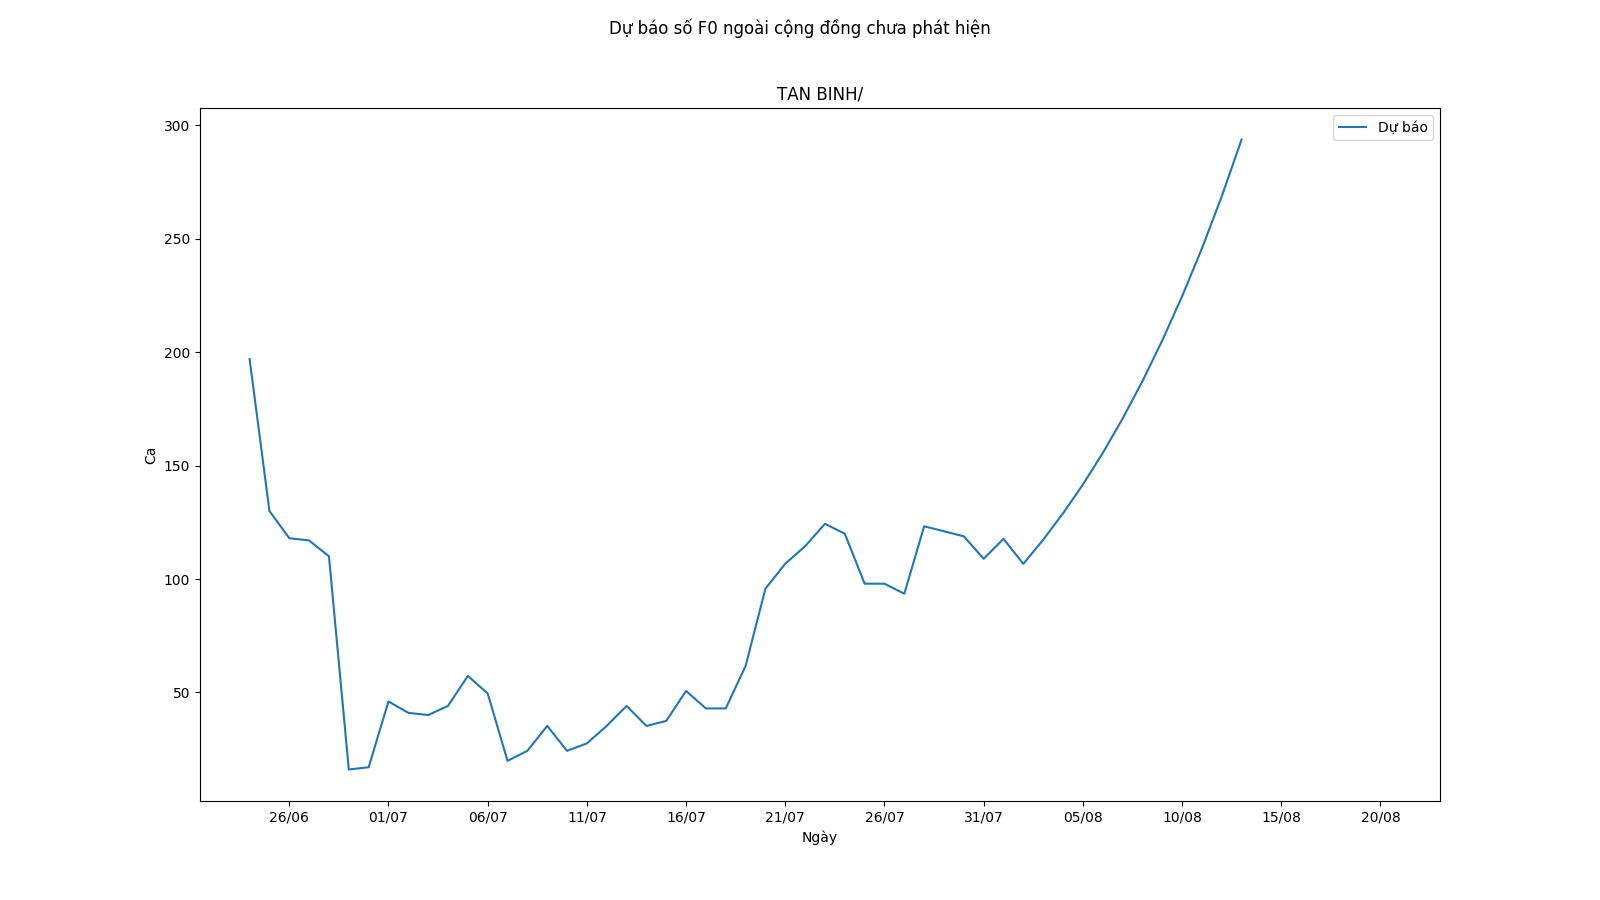 Dự báo số F0 ngoài cộng đồng chưa phát hiện
TAN BINH/
Dự báo
300
250
200
150
100
50
Ca
26/06 01/07 06/07 11/07 16/07 21/07 26/07 31/07 05/08 10/08 15/08 20/08
Ngày